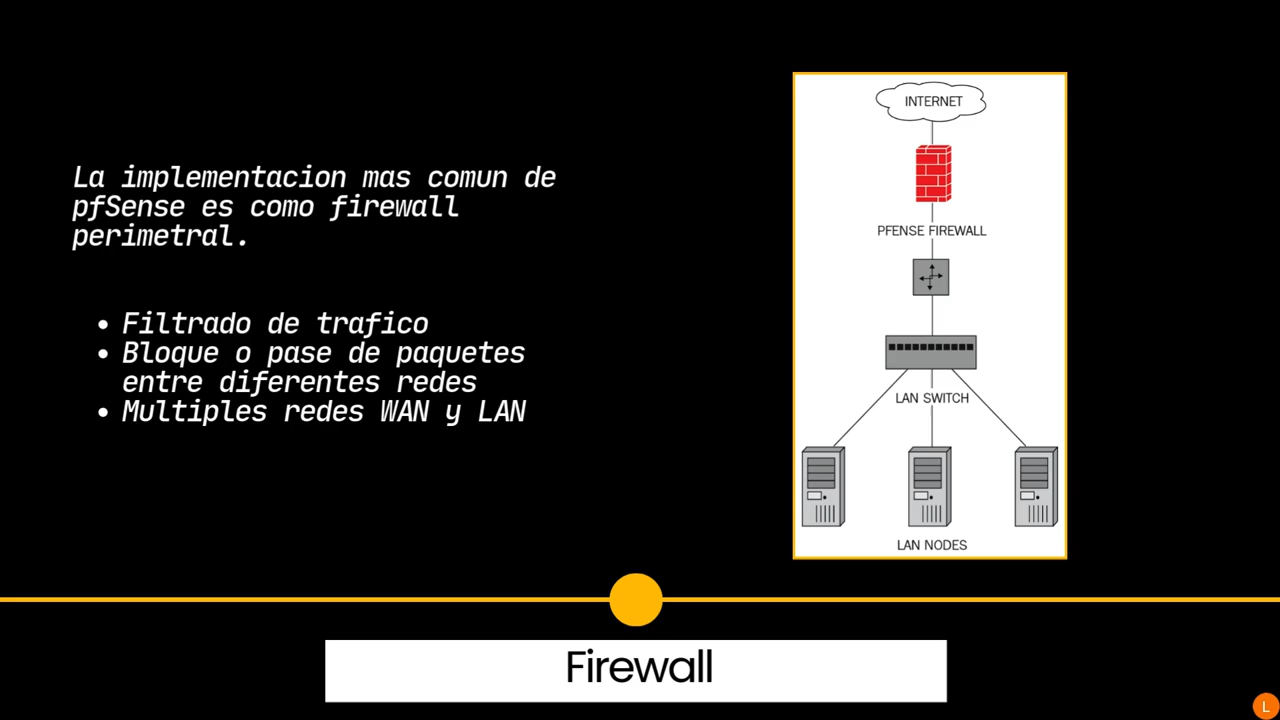 La implementacion mas comun de
pfSense es como firewall
perimetral.
• Filtrado de trafico
• Bloque o pase de paquetes
entre diferentes redes
• Multiples redes WAN y LAN
INTERNET
PFENSE FIREWALL
LAN SWITCH
LAN NODES
Firewall
L